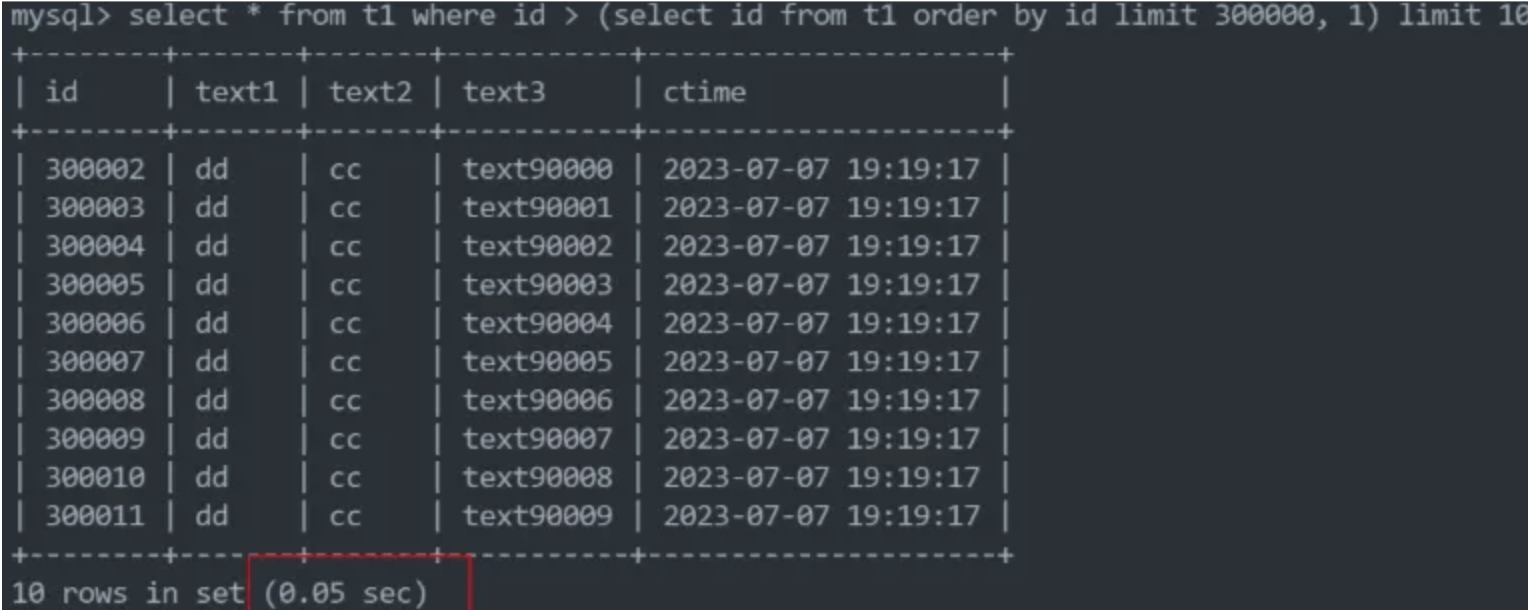 mysql> select * from t1 where id > (select id from t1 order by id limit 300000, 1) limit 10
+--------+-------+-------+-----------+---------------------+
| id     | text1 | text2 | text3     | ctime               |
+--------+-------+-------+-----------+---------------------+
| 300002 | dd    | cc    | text90000 | 2023-07-07 19:19:17 |
| 300003 | dd    | cc    | text90001 | 2023-07-07 19:19:17 |
| 300004 | dd    | cc    | text90002 | 2023-07-07 19:19:17 |
| 300005 | dd    | cc    | text90003 | 2023-07-07 19:19:17 |
| 300006 | dd    | cc    | text90004 | 2023-07-07 19:19:17 |
| 300007 | dd    | cc    | text90005 | 2023-07-07 19:19:17 |
| 300008 | dd    | cc    | text90006 | 2023-07-07 19:19:17 |
| 300009 | dd    | cc    | text90007 | 2023-07-07 19:19:17 |
| 300010 | dd    | cc    | text90008 | 2023-07-07 19:19:17 |
| 300011 | dd    | cc    | text90009 | 2023-07-07 19:19:17 |
+--------+-------+-------+-----------+---------------------+
10 rows in set (0.05 sec)